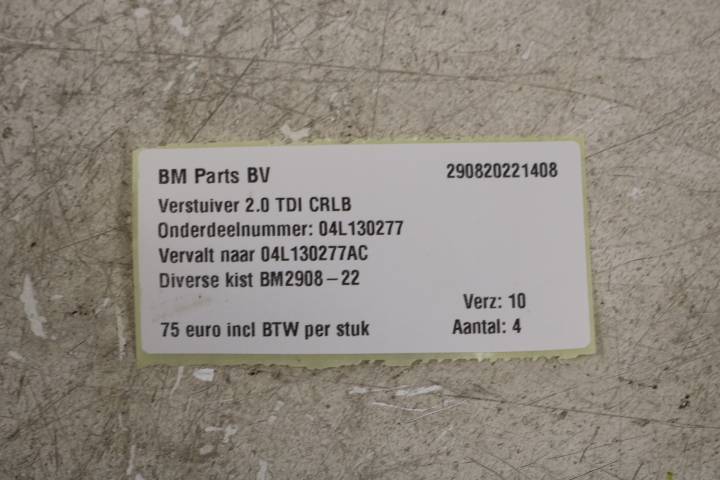 BM Parts BV 290820221408
Verstuiver 2.0 TDI CRLB
Onderdeelnummer: 04L130277
Vervalt naar 04L130277AC
Diverse kist BM2908-22
Verz: 10
75 euro incl BTW per stuk Aantal: 4